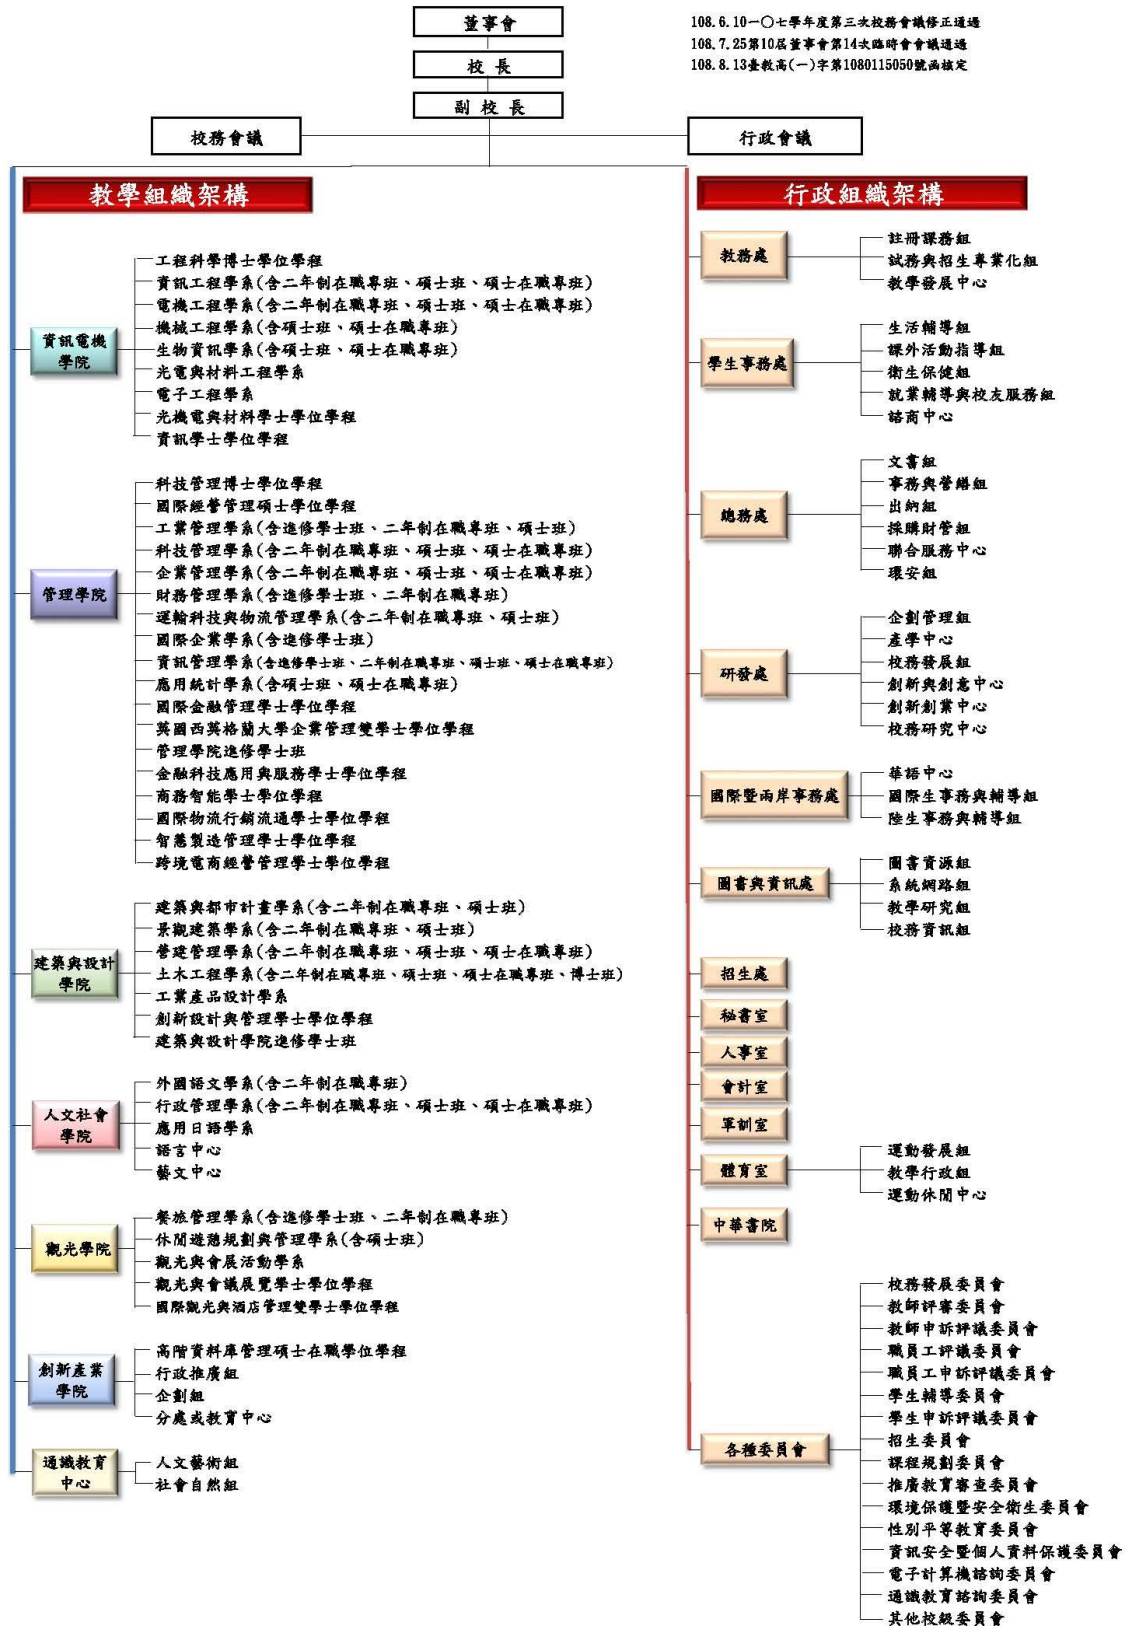 董事會
108.6.10一○七學年度第三次校務會議修正通過
108.7.25第10屆董事會第14次臨時會會議通過
108.8.13臺教高(一)字第1080115050號函核定
校 長
副 校 長
校務會議
行政會議
教學組織架構
資訊電機
學院
工程科學博士學位學程
資訊工程學系(含二年制在職專班、碩士班、碩士在職專班)
電機工程學系(含二年制在職專班、碩士班、碩士在職專班)
機械工程學系(含碩士班、碩士在職專班)
生物資訊學系(含碩士班、碩士在職專班)
光電與材料工程學系
電子工程學系
光機電與材料學士學位學程
資訊學士學位學程
管理學院
科技管理博士學位學程
國際經營管理碩士學位學程
工業管理學系(含進修學士班、二年制在職專班、碩士班)
科技管理學系(含二年制在職專班、碩士班、碩士在職專班)
企業管理學系(含二年制在職專班、碩士班、碩士在職專班)
財務管理學系(含進修學士班、二年制在職專班)
運輸科技與物流管理學系(含二年制在職專班、碩士班)
國際企業學系(含進修學士班)
資訊管理學系(含進修學士班、二年制在職專班、碩士班、碩士在職專班)
應用統計學系(含碩士班、碩士在職專班)
國際金融管理學士學位學程
英國西英格蘭大學企業管理雙學士學位學程
管理學院進修學士班
金融科技應用與服務學士學位學程
商務智能學士學位學程
國際物流行銷流通學士學位學程
智慧製造管理學士學位學程
跨境電商經營管理學士學位學程
建築與設計
學院
建築與都市計畫學系(含二年制在職專班、碩士班)
景觀建築學系(含二年制在職專班、碩士班)
營建管理學系(含二年制在職專班、碩士班、碩士在職專班)
土木工程學系(含二年制在職專班、碩士班、碩士在職專班、博士班)
工業產品設計學系
創新設計與管理學士學位學程
建築與設計學院進修學士班
人文社會
學院
外國語文學系(含二年制在職專班)
行政管理學系(含二年制在職專班、碩士班、碩士在職專班)
應用日語學系
語言中心
藝文中心
觀光學院
餐旅管理學系(含進修學士班、二年制在職專班)
休閒遊憩規劃與管理學系(含碩士班)
觀光與會展活動學系
觀光與會議展覽學士學位學程
國際觀光與酒店管理雙學士學位學程
創新產業
學院
高階資料庫管理碩士在職學位學程
行政推廣組
企劃組
分處或教育中心
通識教育
中心
人文藝術組
社會自然組
行政組織架構
教務處
註冊課務組
試務與招生專業化組
教學發展中心
學生事務處
生活輔導組
課外活動指導組
衛生保健組
就業輔導與校友服務組
諮商中心
總務處
文書組
事務與營繕組
出納組
採購財管組
聯合服務中心
環安組
研發處
企劃管理組
產學中心
校務發展組
創新與創意中心
創新創業中心
校務研究中心
國際暨兩岸事務處
華語中心
國際生事務與輔導組
陸生事務與輔導組
圖書與資訊處
圖書資源組
系統網路組
教學研究組
校務資訊組
招生處
秘書室
人事室
會計室
軍訓室
體育室
運動發展組
教學行政組
運動休閒中心
中華書院
各種委員會
校務發展委員會
教師評審委員會
教師申訴評議委員會
職員工評議委員會
職員工申訴評議委員會
學生輔導委員會
學生申訴評議委員會
招生委員會
課程規劃委員會
推廣教育審查委員會
環境保護暨安全衛生委員會
性別平等教育委員會
資訊安全暨個人資料保護委員會
電子計算機諮詢委員會
通識教育諮詢委員會
其他校級委員會